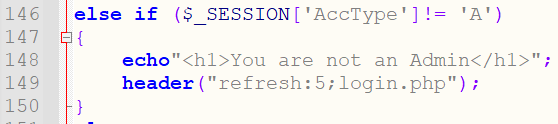 146 else if ($_SESSION['AccType']!= 'A')
147 {
148 echo"<h1>You are not an Admin</h1>";
149 header("refresh:5;login.php");
150 }